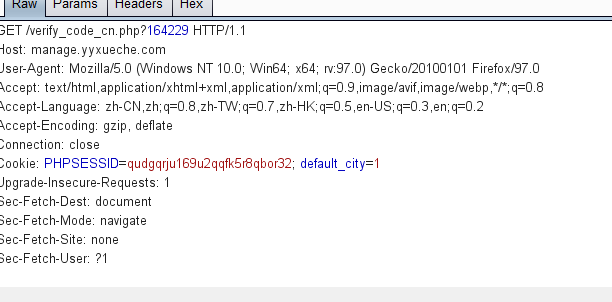 Raw Params Headers Hex
GET /verify_code_cn.php?164229 HTTP/1.1
Host: manage.yyxueche.com
User-Agent: Mozilla/5.0 (Windows NT 10.0; Win64; x64; rv:97.0) Gecko/20100101 Firefox/97.0
Accept: text/html,application/xhtml+xml,application/xml;q=0.9,image/avif,image/webp,*/*;q=0.8
Accept-Language: zh-CN,zh;q=0.8,zh-TW;q=0.7,zh-HK;q=0.5,en-US;q=0.3,en;q=0.2
Accept-Encoding: gzip, deflate
Connection: close
Cookie: PHPSESSID=qudgqrju169u2qqfk5r8qbor32; default_city=1
Upgrade-Insecure-Requests: 1
Sec-Fetch-Dest: document
Sec-Fetch-Mode: navigate
Sec-Fetch-Site: none
Sec-Fetch-User: ?1